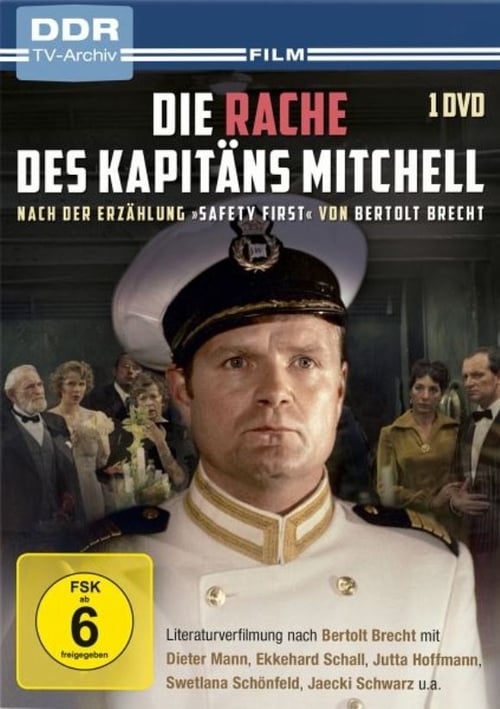 DDR
TV-Archiv
FILM
DIE RACHE
1 DVD
DES KAPITÄNS MITCHELL
NACH DER ERZÄHLUNG »SAFETY FIRST« VON BERTOLT BRECHT
FSK
ab
6
freigegeben
Literaturverfilmung nach Bertolt Brecht mit
Dieter Mann, Ekkehard Schall, Jutta Hoffmann,
Swetlana Schönfeld, Jaecki Schwarz u.a.